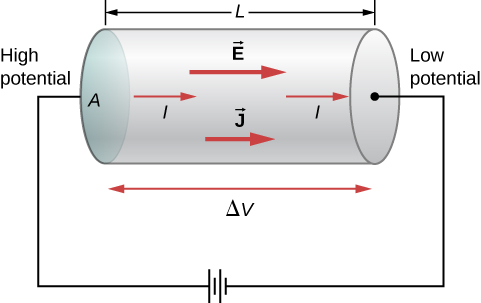 L
High
potential
Low
potential
E⃗
A
I
I
J⃗
ΔV